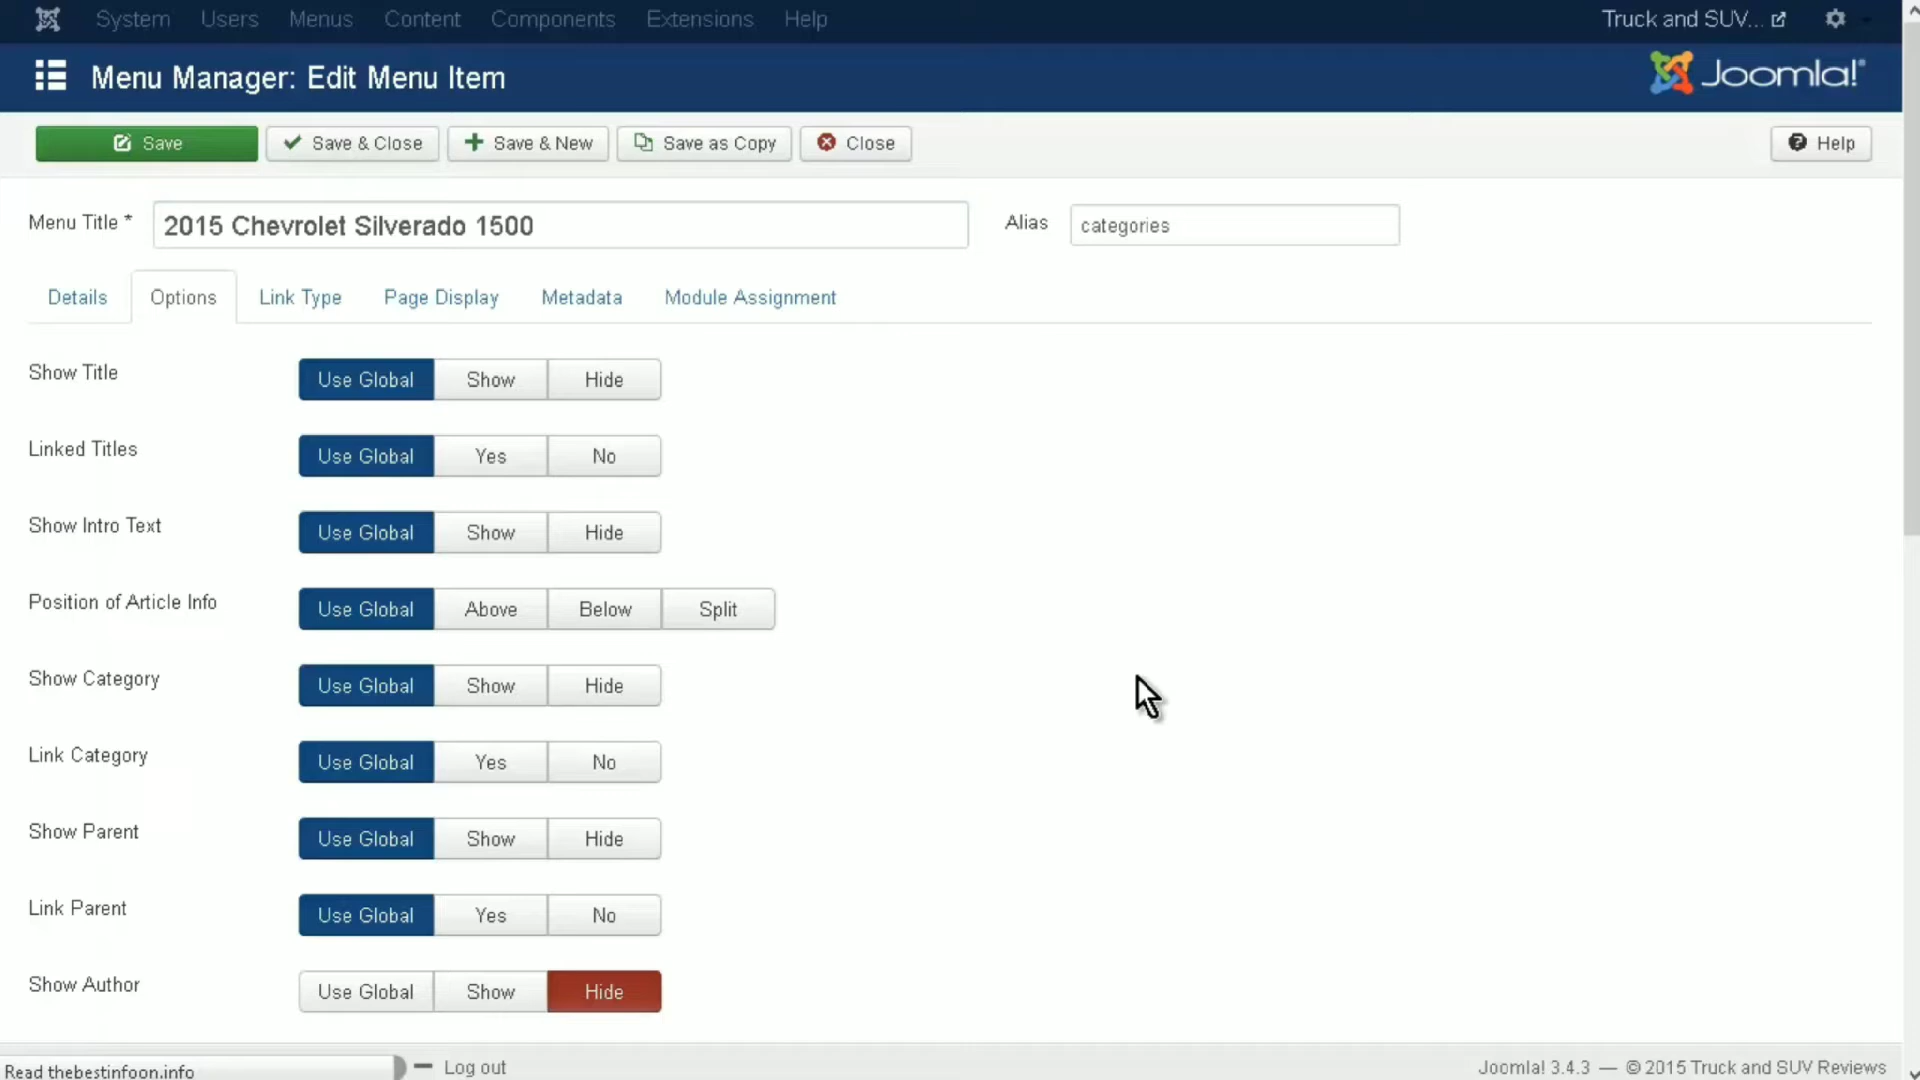 System Users Menus Content Components Extensions Help Truck and SUV...
Menu Manager: Edit Menu Item Joomla!®
Save Save & Close Save & New Save as Copy Close Help
Menu Title * 2015 Chevrolet Silverado 1500 Alias categories
Details Options Link Type Page Display Metadata Module Assignment
Show Title Use Global Show Hide
Linked Titles Use Global Yes No
Show Intro Text Use Global Show Hide
Position of Article Info Use Global Above Below Split
Show Category Use Global Show Hide
Link Category Use Global Yes No
Show Parent Use Global Show Hide
Link Parent Use Global Yes No
Show Author Use Global Show Hide
Read thebestinfoon.info Log out Joomla! 3.4.3 — © 2015 Truck and SUV Reviews